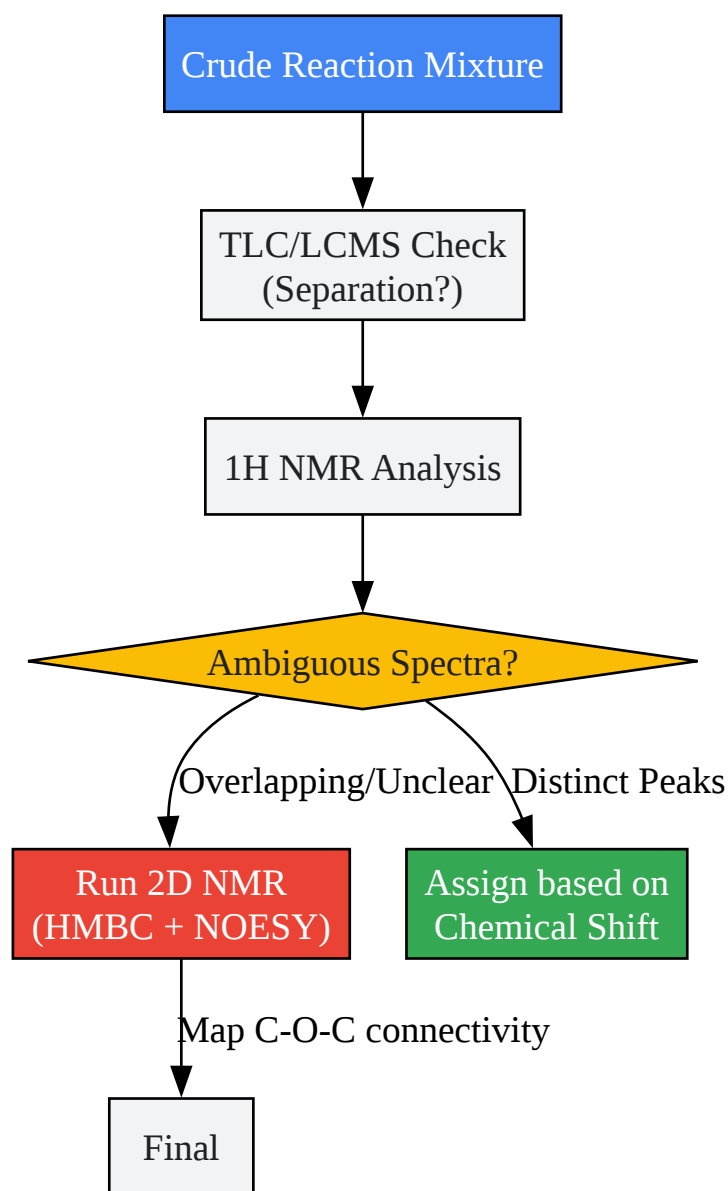 Crude Reaction Mixture
TLC/LCMS Check
(Separation?)
1H NMR Analysis
Ambiguous Spectra?
Overlapping/Unclear
Distinct Peaks
Run 2D NMR
(HMBC + NOESY)
Assign based on
Chemical Shift
Map C-O-C connectivity
Final